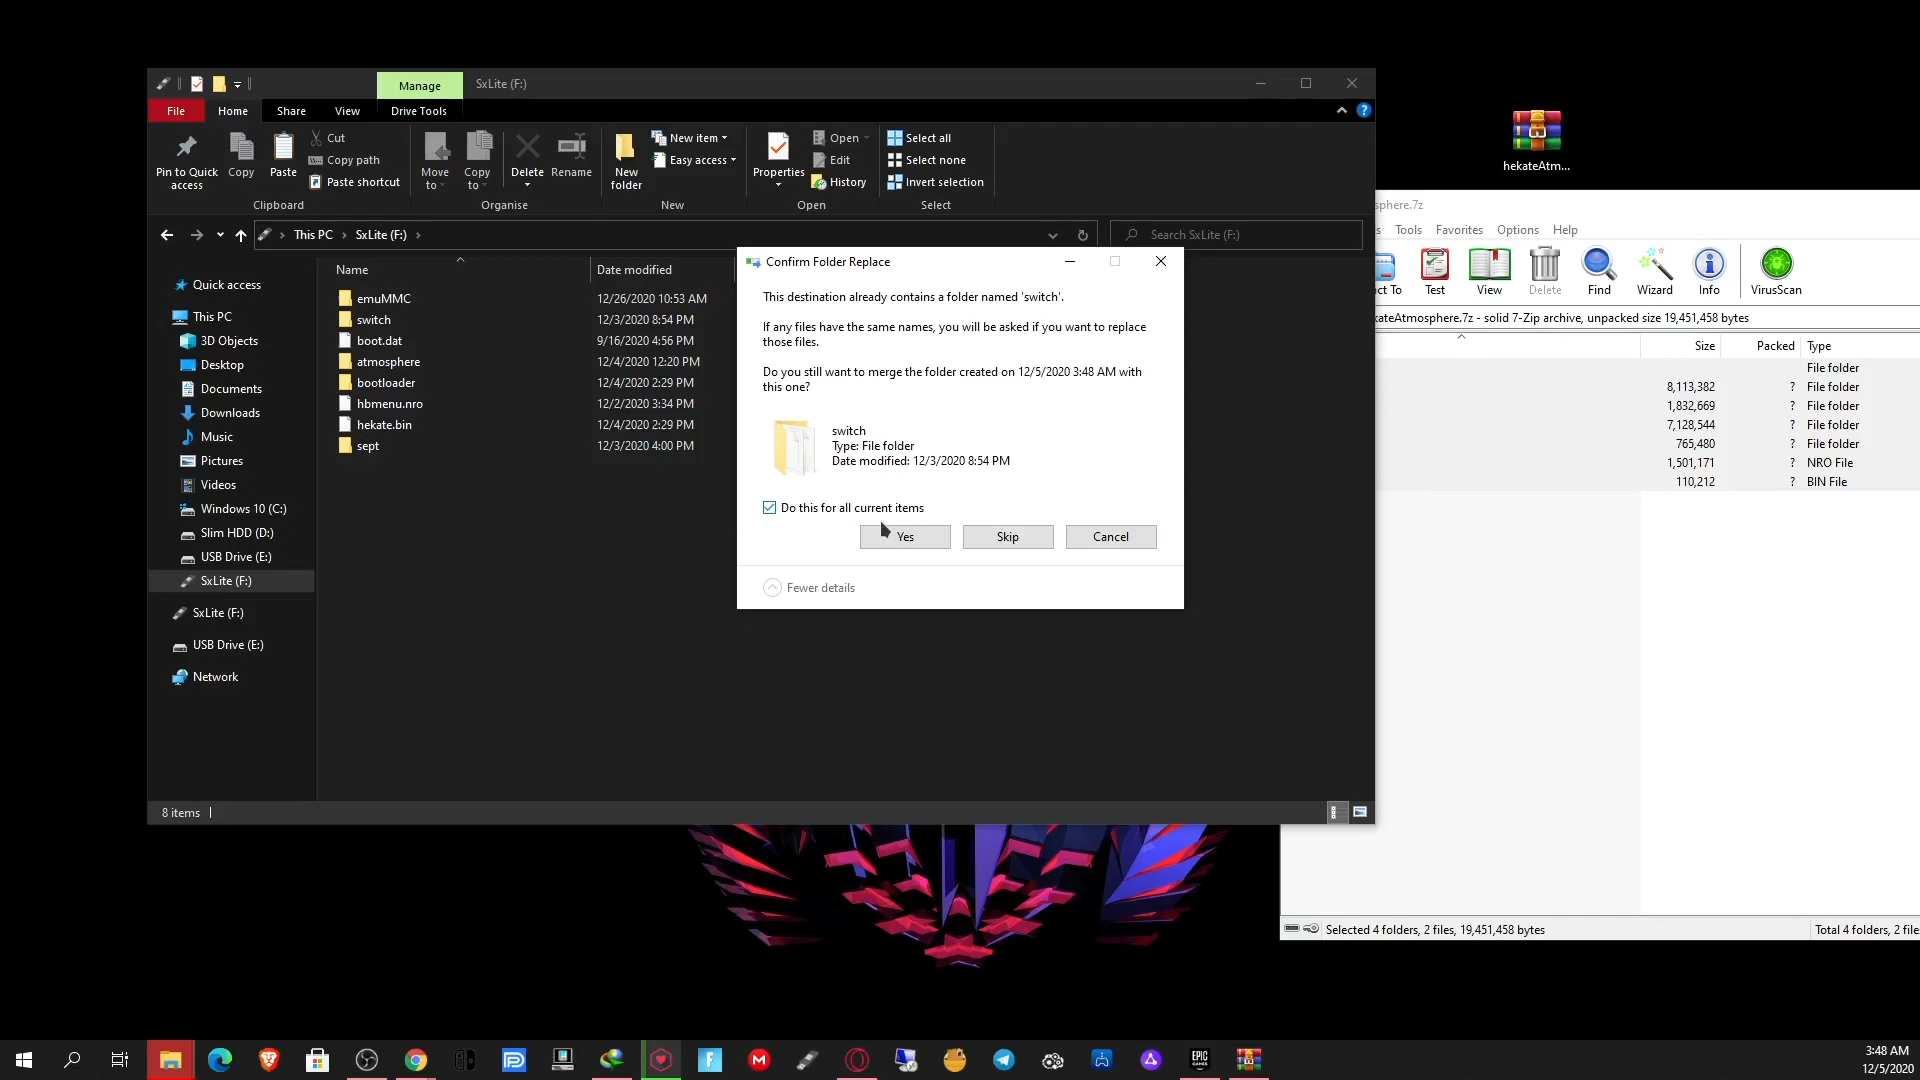 Manage
SxLite (F:)
File
Home
Share
View
Drive Tools
Pin to Quick
access
Copy
Paste
Cut
Copy path
Paste shortcut
Clipboard
Move
to
Copy
to
Delete
Rename
Organise
New
folder
New item
Easy access
New
Properties
Open
Edit
History
Open
Select all
Select none
Invert selection
Select
This PC
SxLite (F:)
Search SxLite (F:)
Name
Date modified
emuMMC 12/26/2020 10:53 AM
switch 12/3/2020 8:54 PM
boot.dat 9/16/2020 4:56 PM
atmosphere 12/4/2020 12:20 PM
bootloader 12/4/2020 2:29 PM
hbmenu.nro 12/2/2020 3:34 PM
hekate.bin 12/4/2020 2:29 PM
sept 12/3/2020 4:00 PM
Quick access
This PC
3D Objects
Desktop
Documents
Downloads
Music
Pictures
Videos
Windows 10 (C:)
Slim HDD (D:)
USB Drive (E:)
SxLite (F:)
SxLite (F:)
USB Drive (E:)
Network
8 items
Confirm Folder Replace
This destination already contains a folder named 'switch'.
If any files have the same names, you will be asked if you want to replace
those files.
Do you still want to merge the folder created on 12/5/2020 3:48 AM with
this one?
switch
Type: File folder
Date modified: 12/3/2020 8:54 PM
Do this for all current items
Yes
Skip
Cancel
Fewer details
hekateAtm...
sphere.7z
s
Tools
Favorites
Options
Help
ct To
Test
View
Delete
Find
Wizard
Info
VirusScan
kateAtmosphere.7z - solid 7-Zip archive, unpacked size 19,451,458 bytes
Size
Packed
Type
File folder
8,113,382 ? File folder
1,832,669 ? File folder
7,128,544 ? File folder
765,480 ? File folder
1,501,171 ? NRO File
110,212 ? BIN File
Selected 4 folders, 2 files, 19,451,458 bytes
Total 4 folders, 2 file
EPIC
GAMES
3:48 AM
12/5/2020